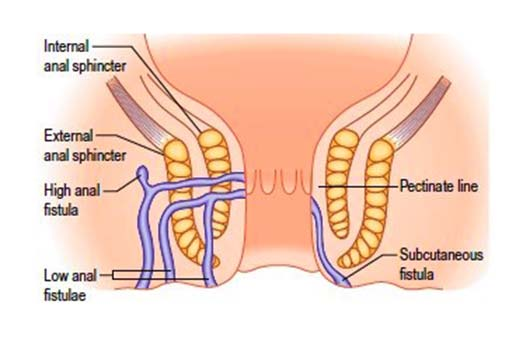 Internal
anal sphincter
External
anal sphincter
High anal
fistula
Low anal
fistulae
Pectinate line
Subcutaneous
fistula